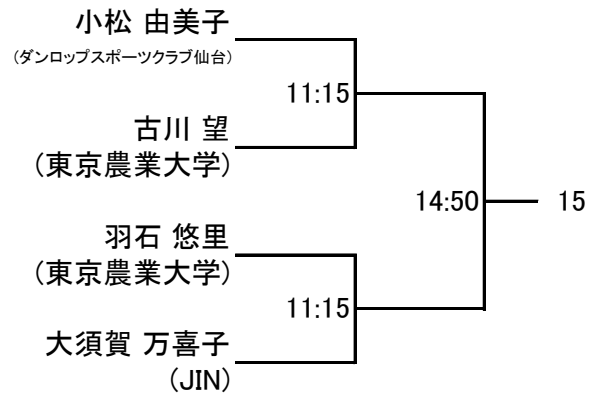 小松 由美子
(ダンロップスポーツクラブ仙台)
11:15
古川 望
(東京農業大学)
14:50
15
羽石 悠里
(東京農業大学)
11:15
大須賀 万喜子
(JIN)